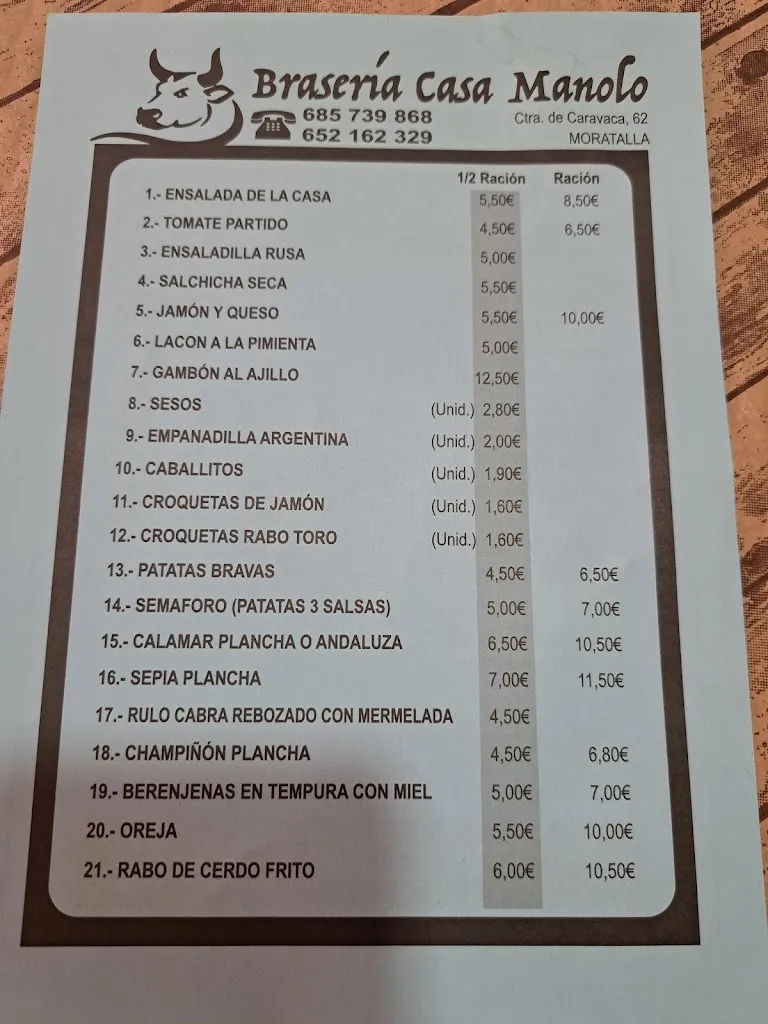 Brasería Casa Manolo
685 739 868
652 162 329
Ctra. de Caravaca, 62
MORATALLA
1/2 Ración Ración
1.- ENSALADA DE LA CASA 5,50€ 8,50€
2.- TOMATE PARTIDO 4,50€ 6,50€
3.- ENSALADILLA RUSA 5,00€
4.- SALCHICHA SECA 5,50€
5.- JAMÓN Y QUESO 5,50€ 10,00€
6.- LACON A LA PIMIENTA 5,00€
7.- GAMBÓN AL AJILLO 12,50€
8.- SESOS (Unid.) 2,80€
9.- EMPANADILLA ARGENTINA (Unid.) 2,00€
10.- CABALLITOS (Unid.) 1,90€
11.- CROQUETAS DE JAMÓN (Unid.) 1,60€
12.- CROQUETAS RABO TORO (Unid.) 1,60€
13.- PATATAS BRAVAS 4,50€ 6,50€
14.- SEMAFORO (PATATAS 3 SALSAS) 5,00€ 7,00€
15.- CALAMAR PLANCHA O ANDALUZA 6,50€ 10,50€
16.- SEPIA PLANCHA 7,00€ 11,50€
17.- RULO CABRA REBOZADO CON MERMELADA 4,50€
18.- CHAMPIÑÓN PLANCHA 4,50€ 6,80€
19.- BERENJENAS EN TEMPURA CON MIEL 5,00€ 7,00€
20.- OREJA 5,50€ 10,00€
21.- RABO DE CERDO FRITO 6,00€ 10,50€